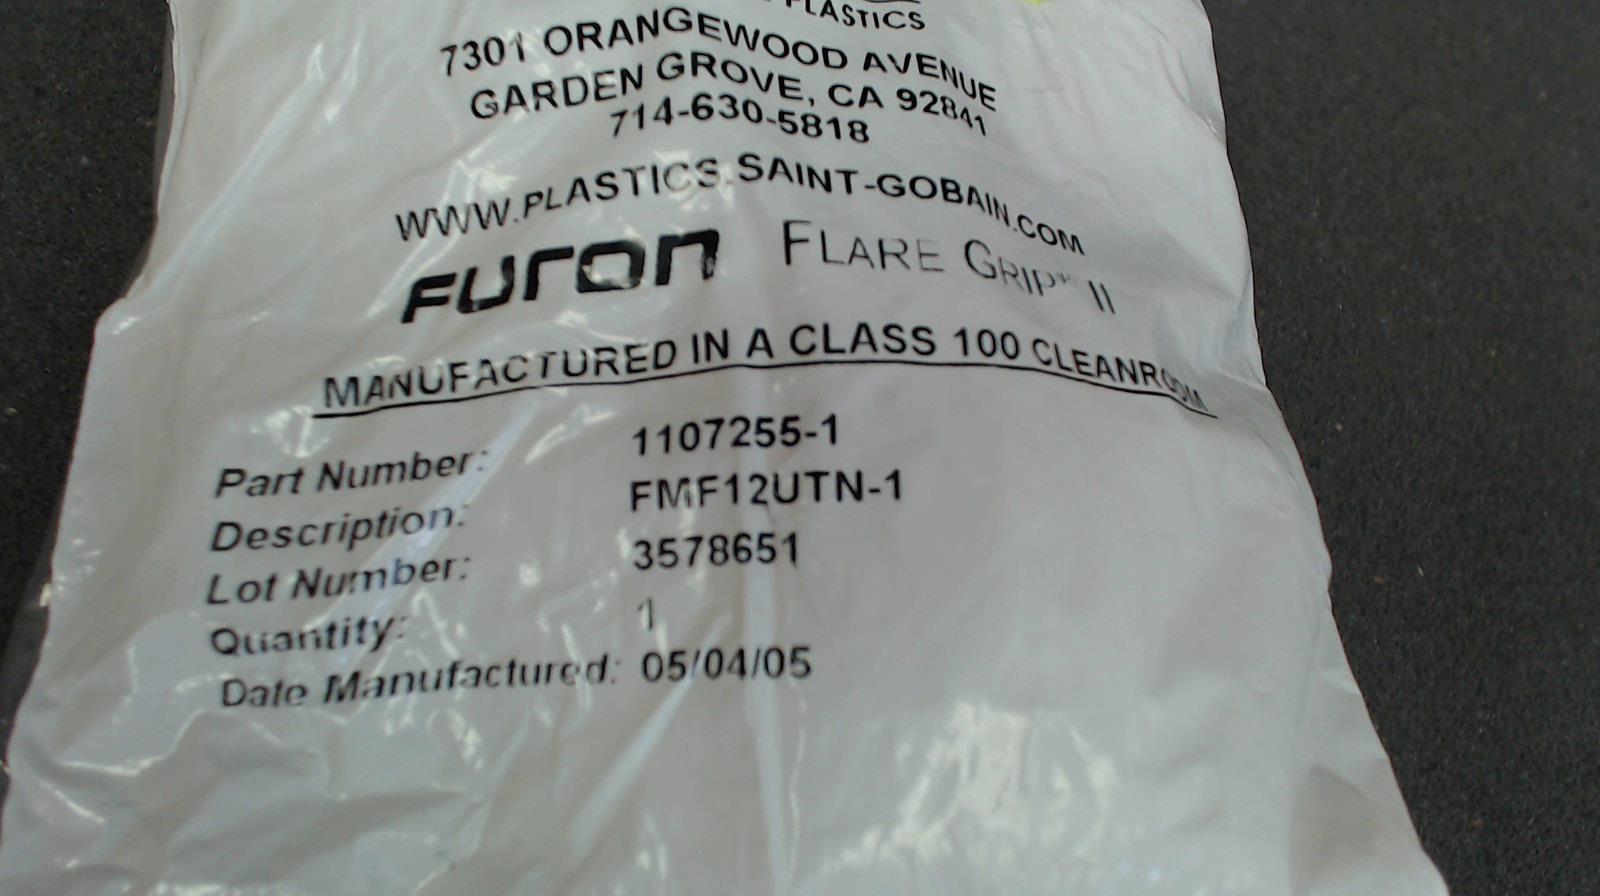 PLASTICS
7301 ORANGEWOOD AVENUE
GARDEN GROVE, CA 92841
714-630-5818
WWW.PLASTICS.SAINT-GOBAIN.COM
FURON FLARE GRIP II
MANUFACTURED IN A CLASS 100 CLEANROOM
Part Number: 1107255-1
Description: FMF12UTN-1
Lot Number: 3578651
Quantity: 1
Date Manufactured: 05/04/05